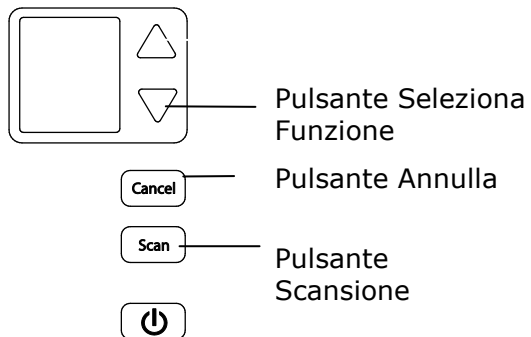 Pulsante Seleziona
Funzione
Cancel
Pulsante Annulla
Scan
Pulsante
Scansione